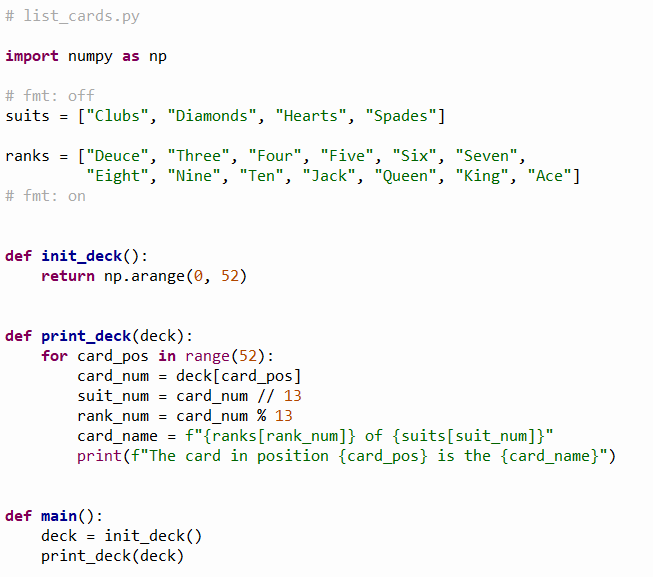 # list_cards.py

import numpy as np

# fmt: off
suits = ["Clubs", "Diamonds", "Hearts", "Spades"]

ranks = ["Deuce", "Three", "Four", "Five", "Six", "Seven",
         "Eight", "Nine", "Ten", "Jack", "Queen", "King", "Ace"]
# fmt: on


def init_deck():
    return np.arange(0, 52)


def print_deck(deck):
    for card_pos in range(52):
        card_num = deck[card_pos]
        suit_num = card_num // 13
        rank_num = card_num % 13
        card_name = f"{ranks[rank_num]} of {suits[suit_num]}"
        print(f"The card in position {card_pos} is the {card_name}")


def main():
    deck = init_deck()
    print_deck(deck)